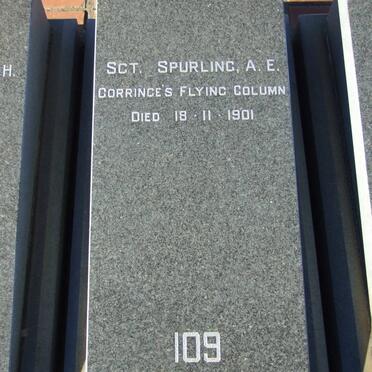 H.
SGT. SPURLING, A. E.
CORRINGE'S FLYING COLUMN
DIED 18 · 11 · 1901
109